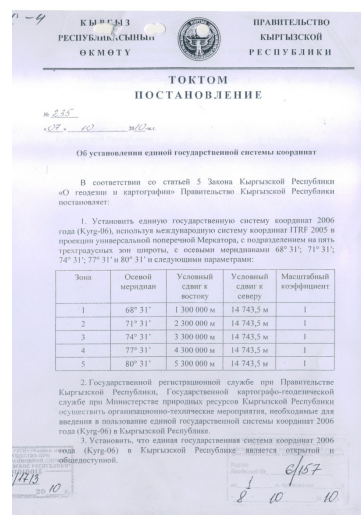 КЫРГЫЗ
РЕСПУБЛИКАСЫНЫН
ӨКМӨТҮ
ПРАВИТЕЛЬСТВО
КЫРГЫЗСКОЙ
РЕСПУБЛИКИ
ТОКТОМ
ПОСТАНОВЛЕНИЕ
№ 235
«07» 10 2010 г.
Об установлении единой государственной системы координат
В соответствии со статьей 5 Закона Кыргызской Республики
«О геодезии и картографии» Правительство Кыргызской Республики
постановляет:
1. Установить единую государственную систему координат 2006
года (Kyrg-06), используя международную систему координат ITRF 2005 в
проекции универсальной поперечной Меркатора, с подразделением на пять
трехградусных зон широты, с осевыми меридианами 68° 31’; 71° 31’;
74° 31’; 77° 31’ и 80° 31’ и следующими параметрами:
Зона Осевой меридиан Условный сдвиг к востоку Условный сдвиг к северу Масштабный коэффициент
1 68° 31’ 1 300 000 м 14 743,5 м 1
2 71° 31’ 2 300 000 м 14 743,5 м 1
3 74° 31’ 3 300 000 м 14 743,5 м 1
4 77° 31’ 4 300 000 м 14 743,5 м 1
5 80° 31’ 5 300 000 м 14 743,5 м 1
2. Государственной регистрационной службе при Правительстве
Кыргызской Республики, Государственной картографо-геодезической
службе при Министерстве природных ресурсов Кыргызской Республики
осуществить организационно-технические мероприятия, необходимые для
введения в пользование единой государственной системы координат 2006
года (Kyrg-06) в Кыргызской Республике.
3. Установить, что единая государственная система координат 2006
года (Kyrg-06) в Кыргызской Республике является открытой и
общедоступной.
1713
2010
6/157
1
8 10 10